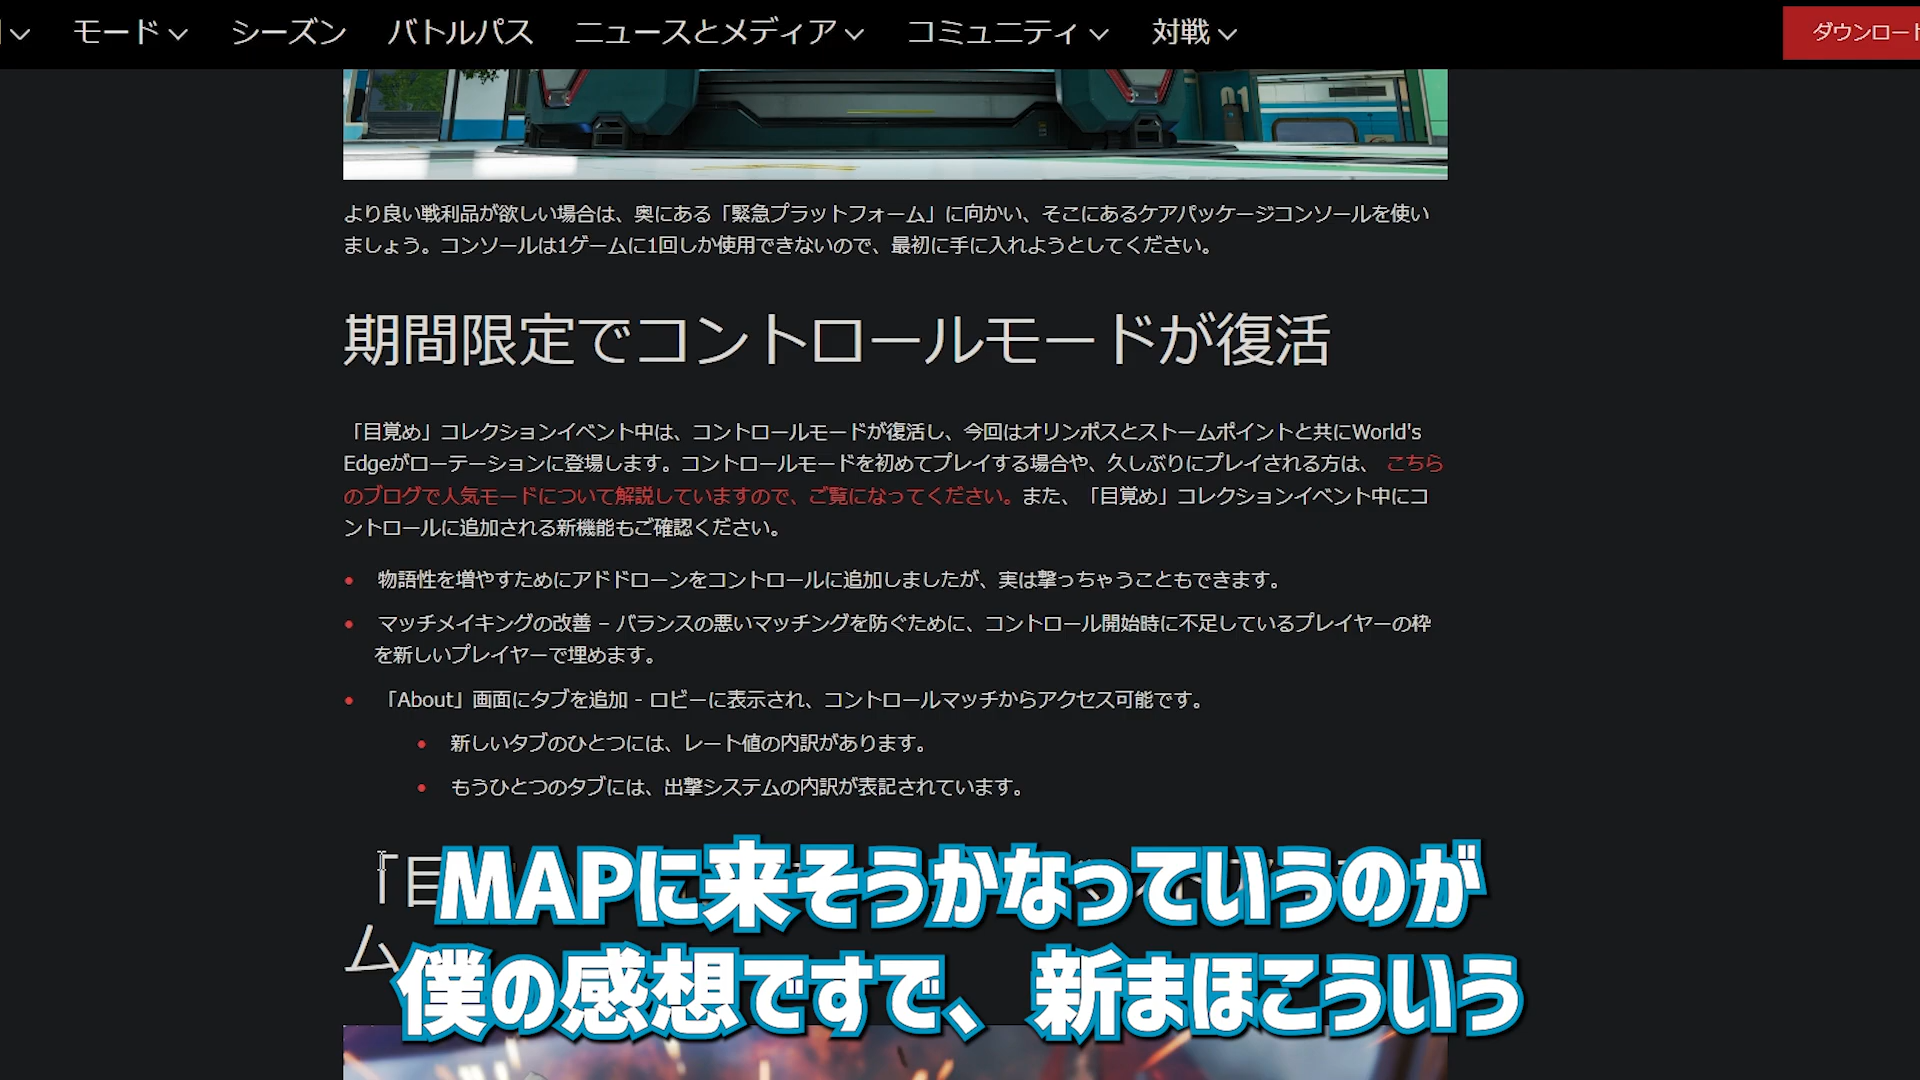 モード シーズン バトルパス ニュースとメディア コミュニティ 対戦 ダウンロード
01
より良い戦利品が欲しい場合は、奥にある「緊急プラットフォーム」に向かい、そこにあるケアパッケージコンソールを使い
ましょう。コンソールは1ゲームに1回しか使用できないので、最初に手に入れようとしてください。
期間限定でコントロールモードが復活
「目覚め」コレクションイベント中は、コントロールモードが復活し、今回はオリンポスとストームポイントと共にWorld's
Edgeがローテーションに登場します。コントロールモードを初めてプレイする場合や、久しぶりにプレイされる方は、 こちら
のブログで人気モードについて解説していますので、ご覧になってください。また、「目覚め」コレクションイベント中にコ
ントロールに追加される新機能もご確認ください。
物語性を増やすためにアドドローンをコントロールに追加しましたが、実は撃っちゃうこともできます。
マッチメイキングの改善 – バランスの悪いマッチングを防ぐために、コントロール開始時に不足しているプレイヤーの枠
を新しいプレイヤーで埋めます。
「About」画面にタブを追加 - ロビーに表示され、コントロールマッチからアクセス可能です。
新しいタブのひとつには、レート値の内訳があります。
もうひとつのタブには、出撃システムの内訳が表記されています。
「目
ム
MAPに来そうかなっていうのが
僕の感想ですで、新まほこういう